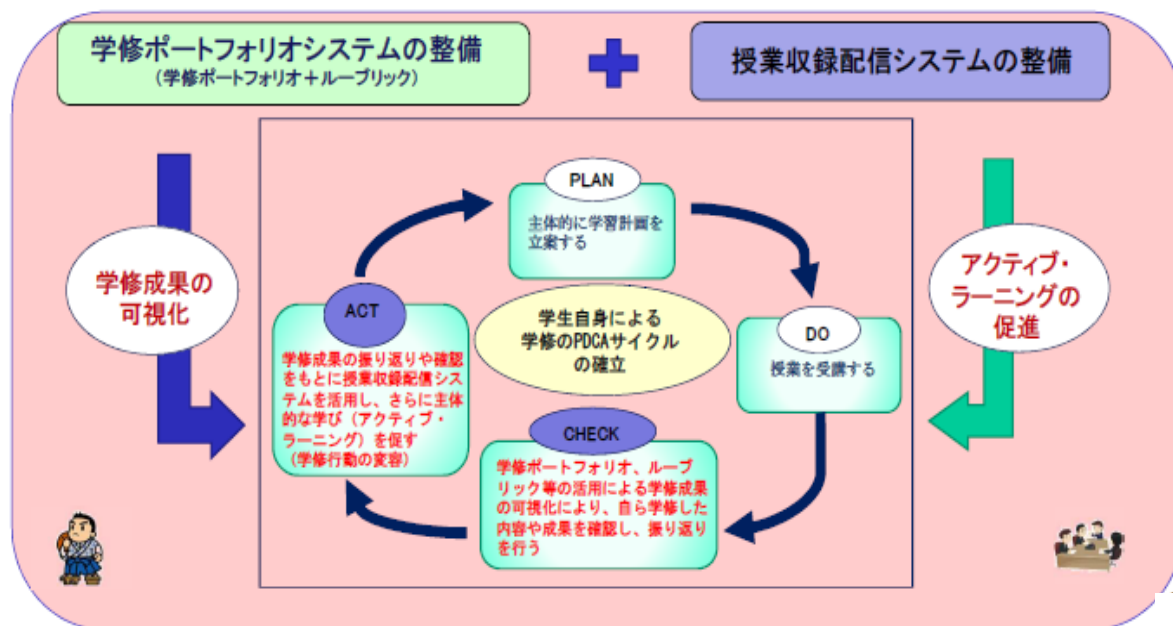 学修ポートフォリオシステムの整備
（学修ポートフォリオ＋ルーブリック）
授業収録配信システムの整備
PLAN
主体的に学習計画を
立案する
学修成果の
可視化
アクティブ・
ラーニングの
促進
ACT
学修成果の振り返りや確認
をもとに授業収録配信シス
テムを活用し、さらに主体
的な学び（アクティブ・
ラーニング）を促す
（学修行動の変容）
学生自身による
学修のPDCAサイクル
の確立
DO
授業を受講する
CHECK
学修ポートフォリオ、ルーブ
リック等の活用による学修成果
の可視化により、自ら学修した
内容や成果を確認し、振り返り
を行う